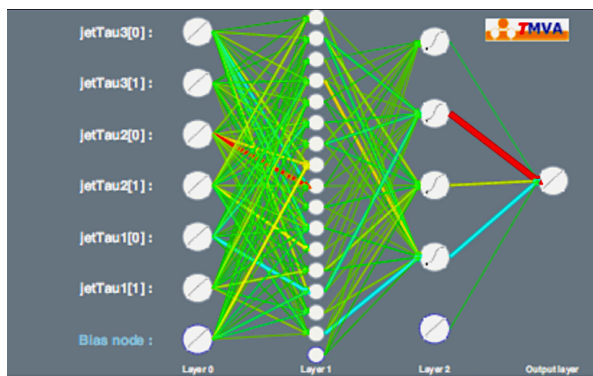 TMVA
jetTau3[0] :
jetTau3[1] :
jetTau2[0] :
jetTau2[1] :
jetTau1[0] :
jetTau1[1] :
Bias node :
Layer 0 Layer 1 Layer 2 Output layer